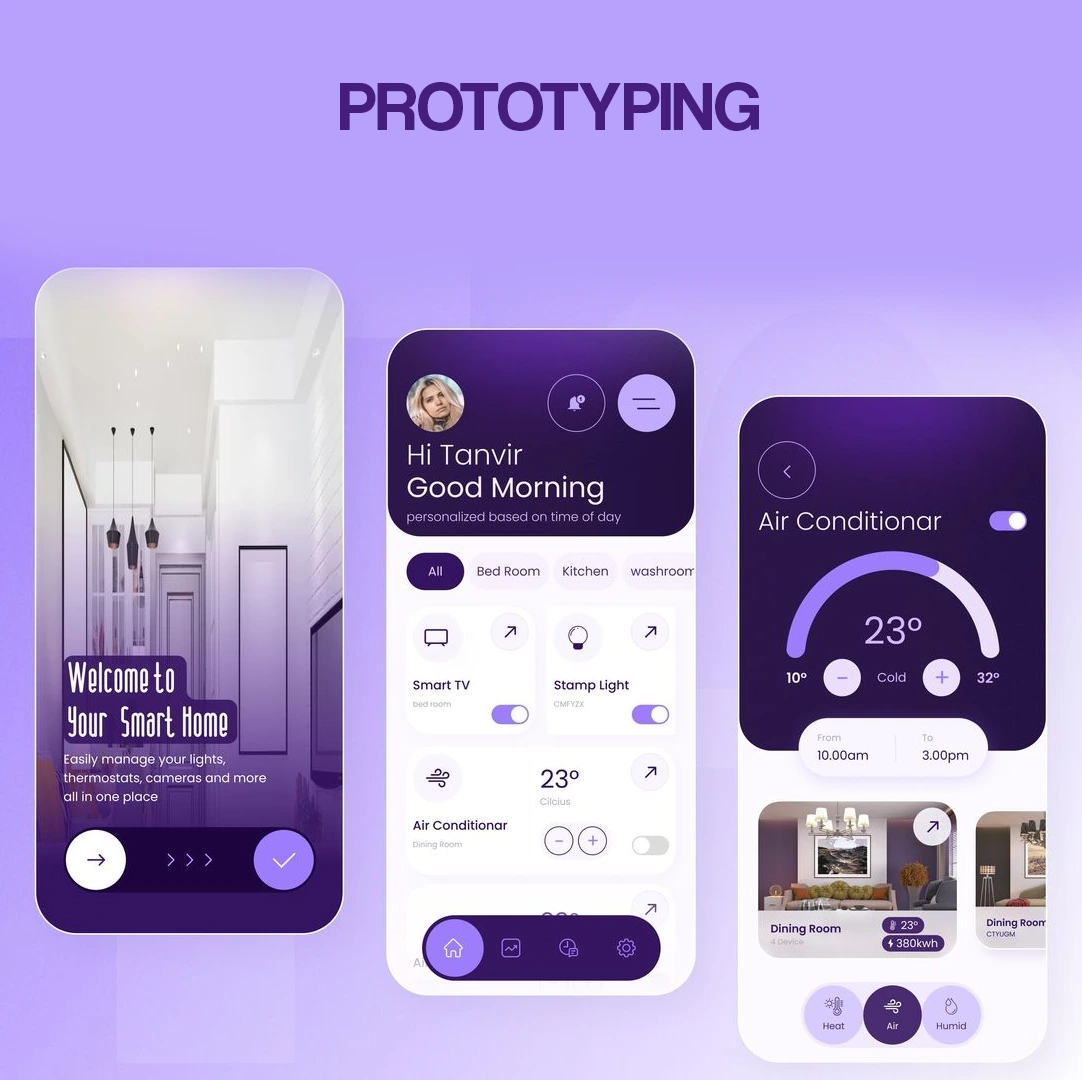 PROTOTYPING
Welcome to
Your Smart Home
Easily manage your lights,
thermostats, cameras and more
all in one place
Hi Tanvir
Good Morning
personalized based on time of day
All
Bed Room
Kitchen
washroom
Smart TV
bed room
Stamp Light
CMFYZX
Air Conditionar
Dining Room
23°
Cilcius
Air Conditionar
23°
10°
Cold
32°
From
10.00am
To
3.00pm
Dining Room
4 Device
23°
380kwh
Dining Room
CTYUGM
Heat
Air
Humid